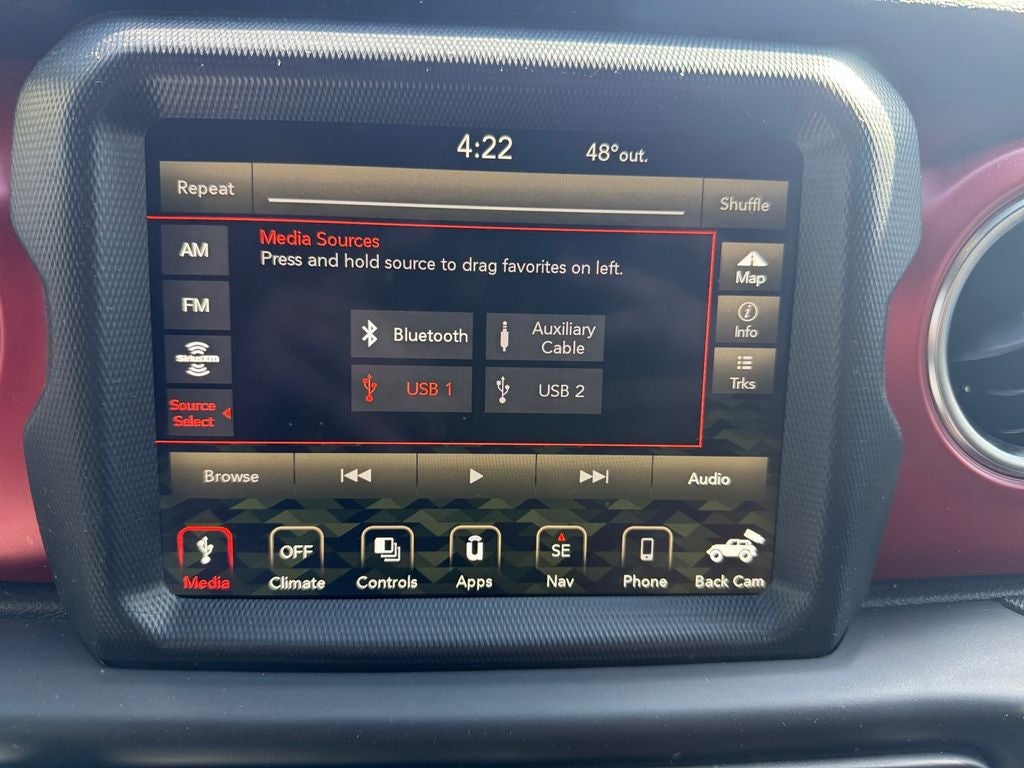 4:22 48°out.
Repeat Shuffle
Media Sources
Press and hold source to drag favorites on left.
AM
FM
SiriusXM
Source
Select
Bluetooth
Auxiliary
Cable
USB 1
USB 2
Map
Info
Trks
Browse Audio
Media
OFF
Climate
Controls
Apps
SE
Nav
Phone
Back Cam